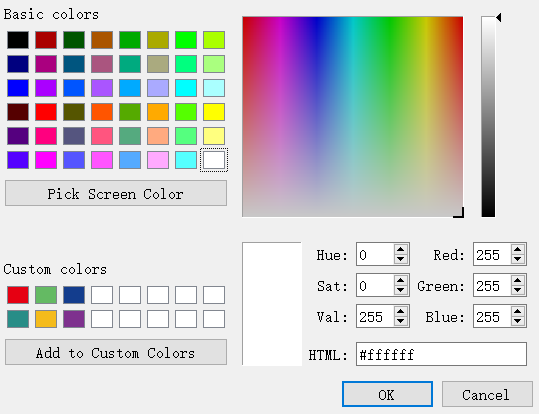 Basic colors
Pick Screen Color
Custom colors
Add to Custom Colors
Hue: 0 Red: 255
Sat: 0 Green: 255
Val: 255 Blue: 255
HTML: #ffffff
OK Cancel